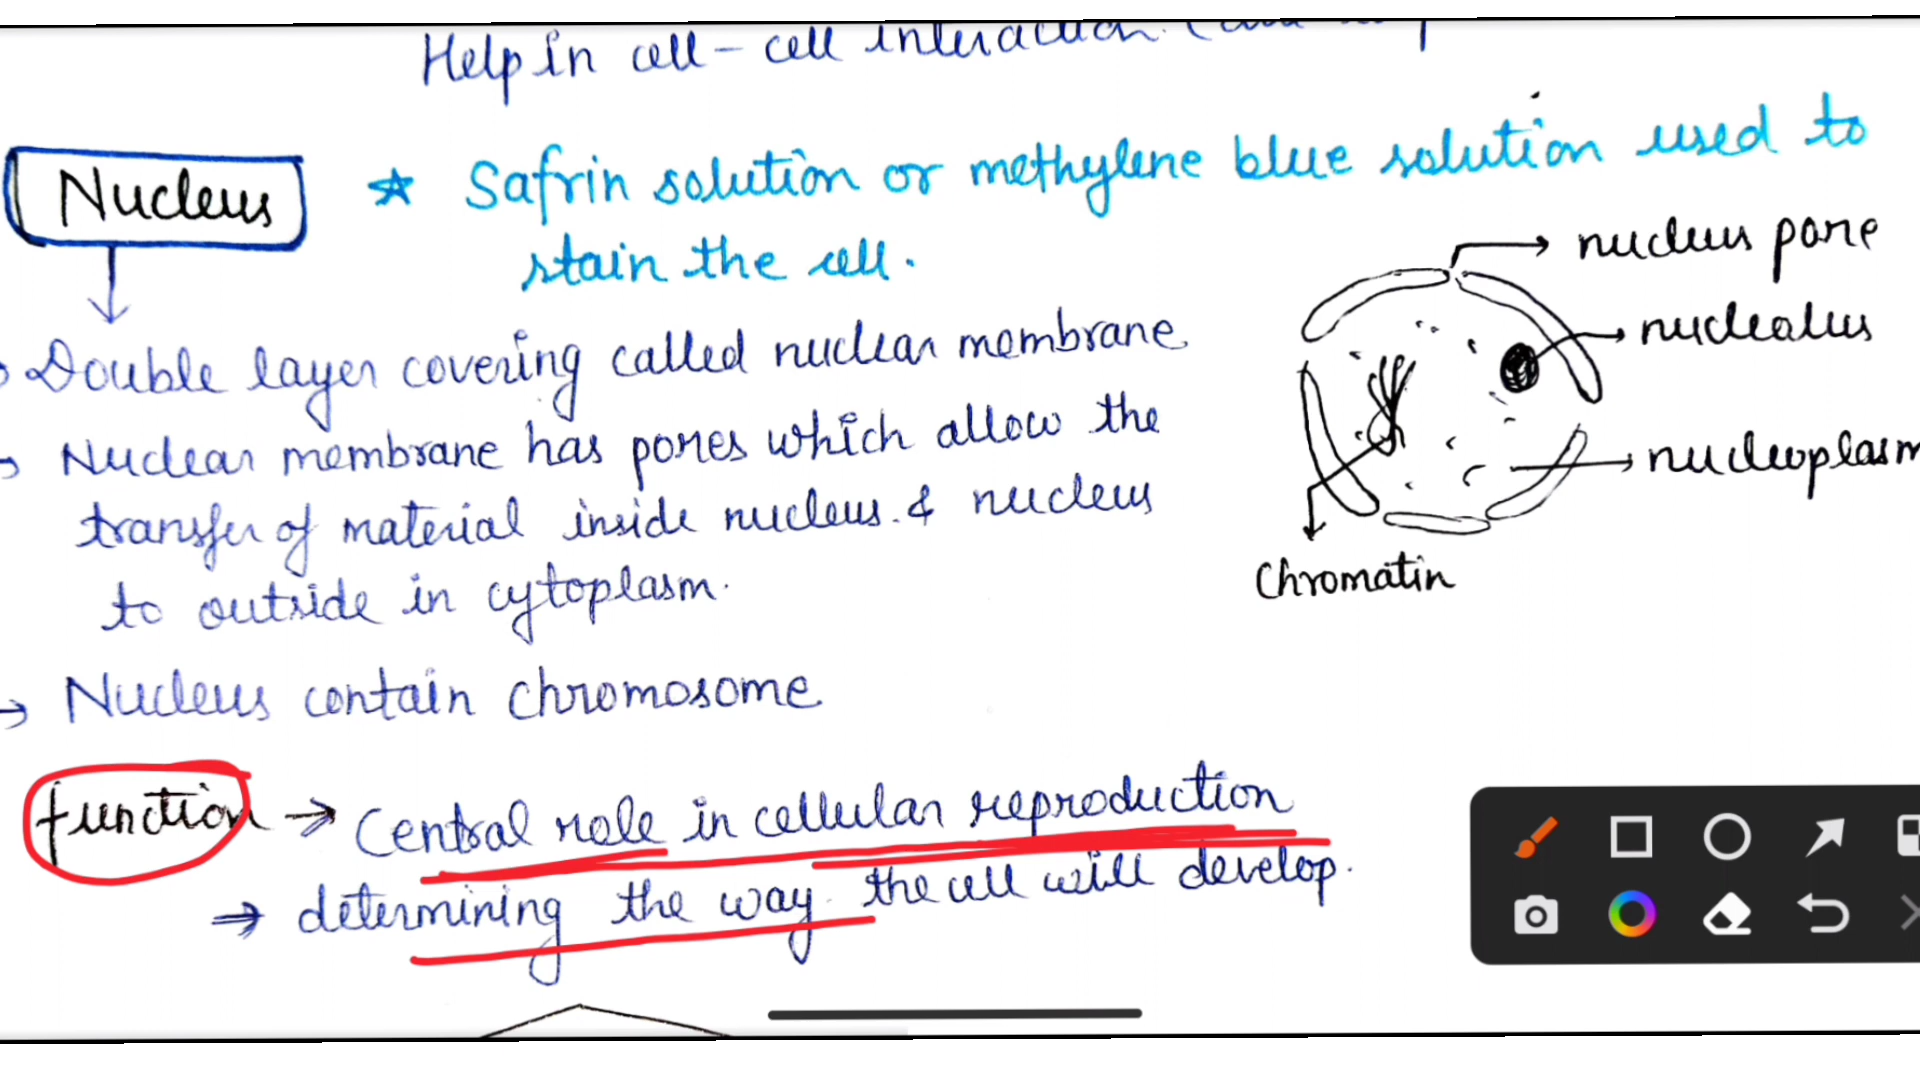 Help in cell - cell interaction.
Nucleus
★ Safrin solution or methylene blue solution used to
stain the cell.
Double layer covering called nuclear membrane
→ Nuclear membrane has pores which allow the
transfer of material inside nucleus. & nucleus
to outside in cytoplasm.
→ Nucleus contain chromosome
nucleus pore
nuclealus
nucleoplasm
Chromatin
function → Central role in cellular reproduction
→ determining the way the cell will develop.